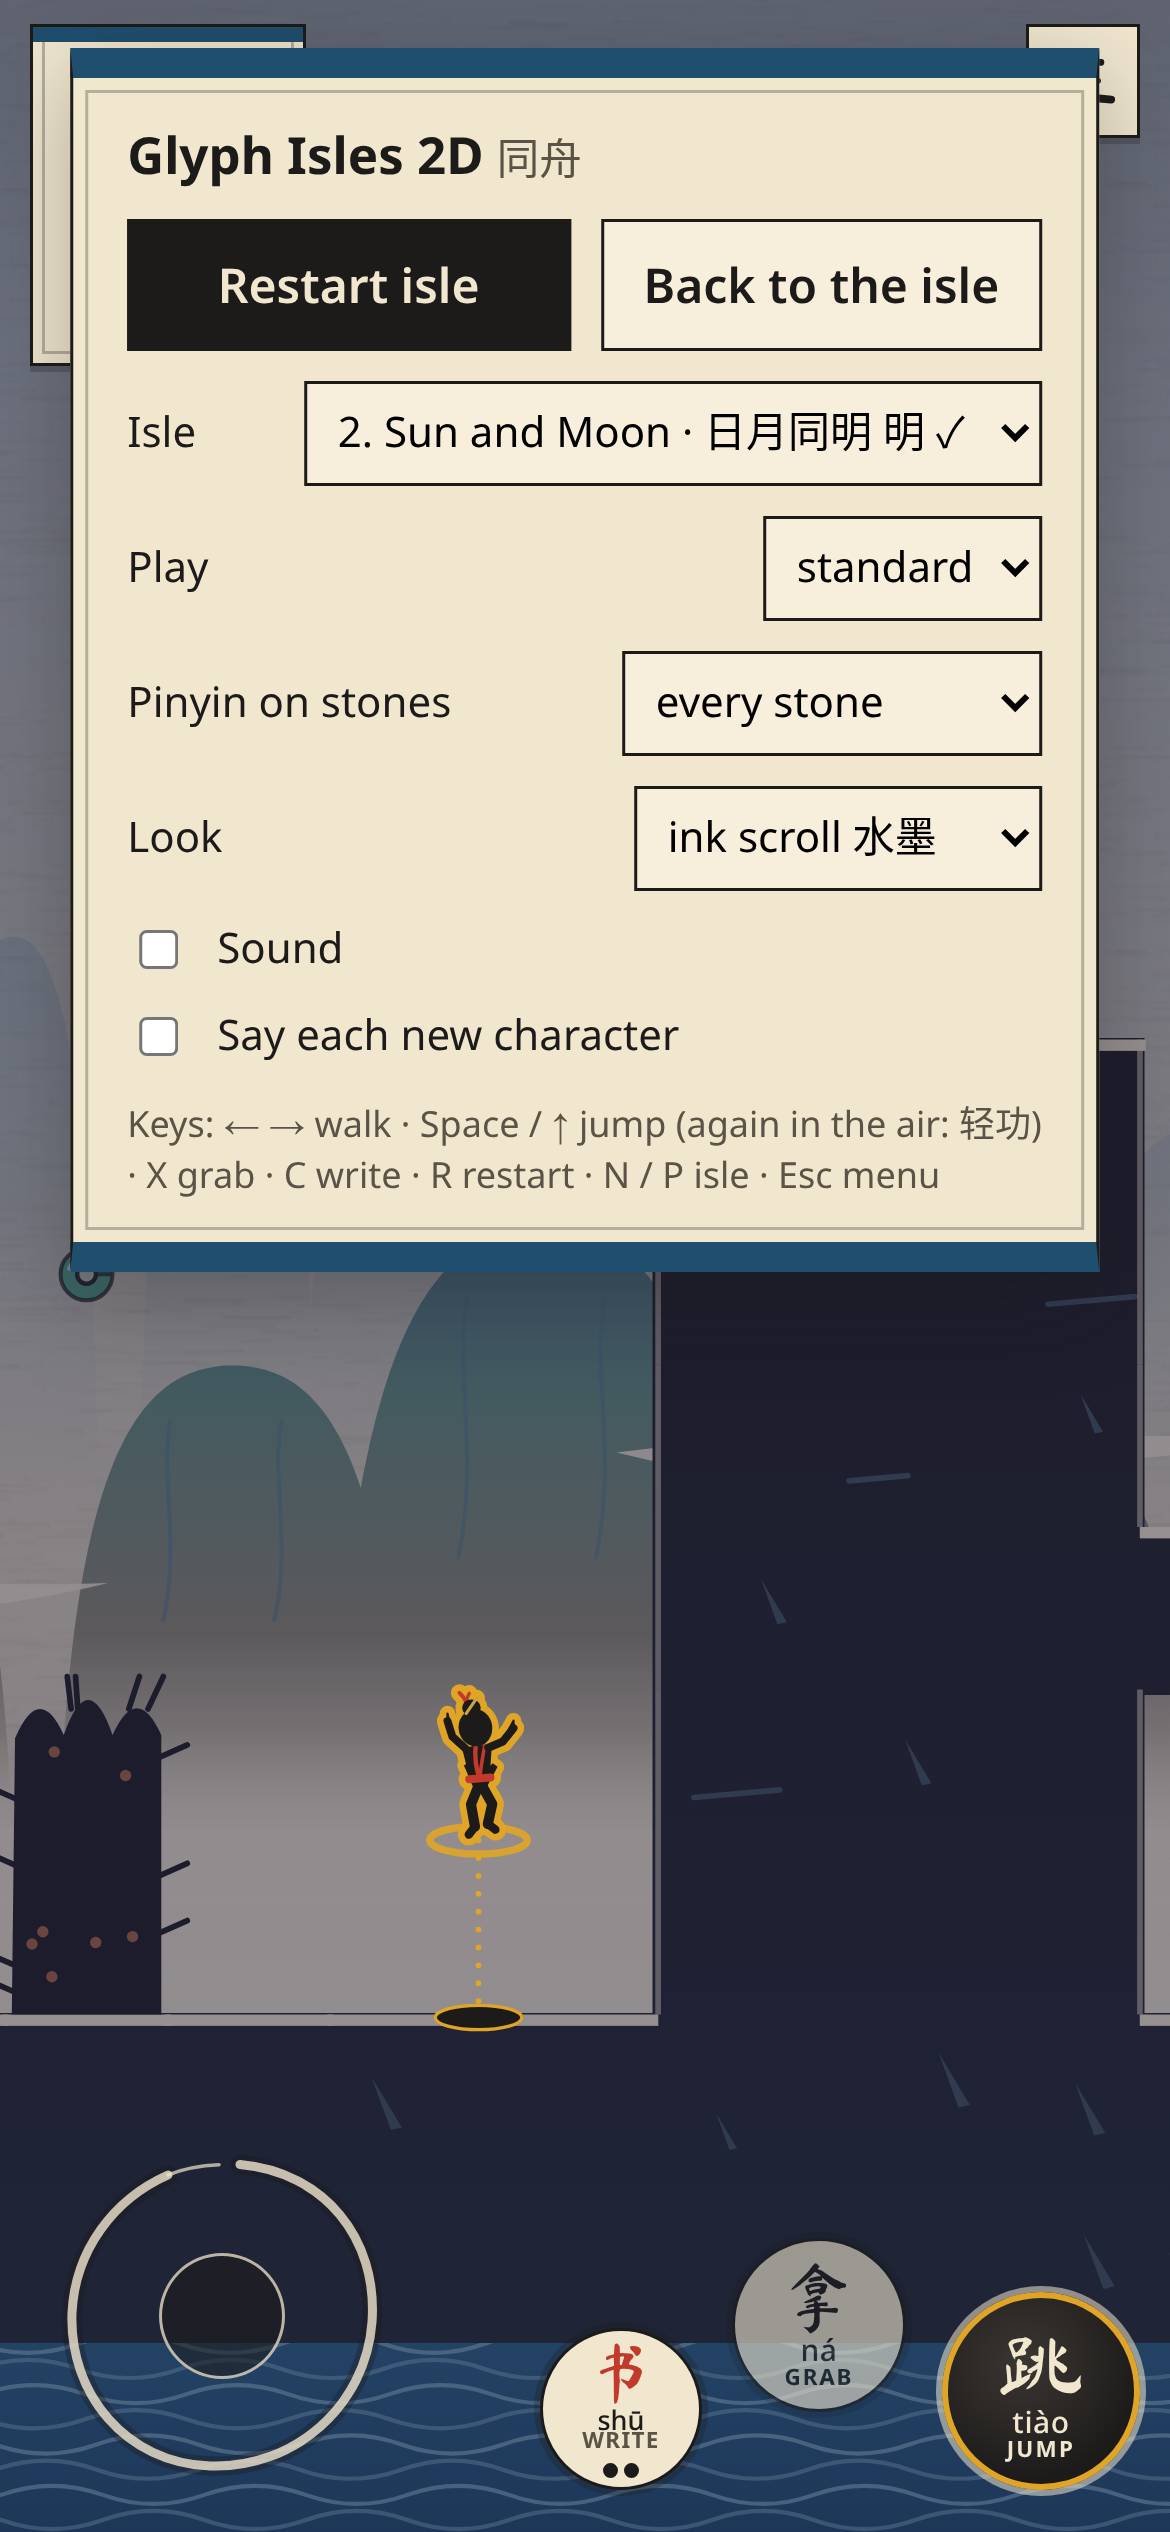 Glyph Isles 2D 同舟
Restart isle
Back to the isle
Isle
2. Sun and Moon · 日月同明 明 ✓
Play
standard
Pinyin on stones
every stone
Look
ink scroll 水墨
Sound
Say each new character
Keys: ← → walk · Space / ↑ jump (again in the air: 轻功)
· X grab · C write · R restart · N / P isle · Esc menu
书
shū
WRITE
拿
ná
GRAB
跳
tiào
JUMP